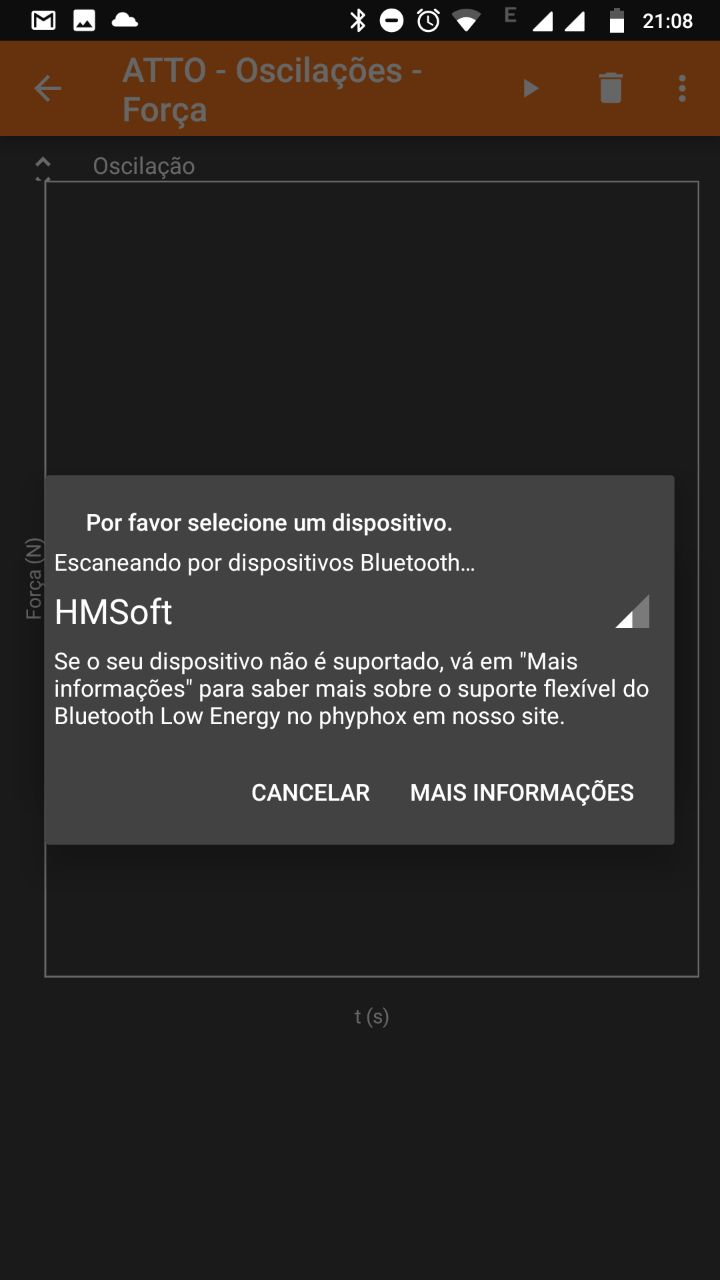 E 21:08
ATTO - Oscilações -
Força
Oscilação
Força (N)
Por favor selecione um dispositivo.
Escaneando por dispositivos Bluetooth…
HMSoft
Se o seu dispositivo não é suportado, vá em "Mais
informações" para saber mais sobre o suporte flexível do
Bluetooth Low Energy no phyphox em nosso site.
CANCELAR MAIS INFORMAÇÕES
t (s)